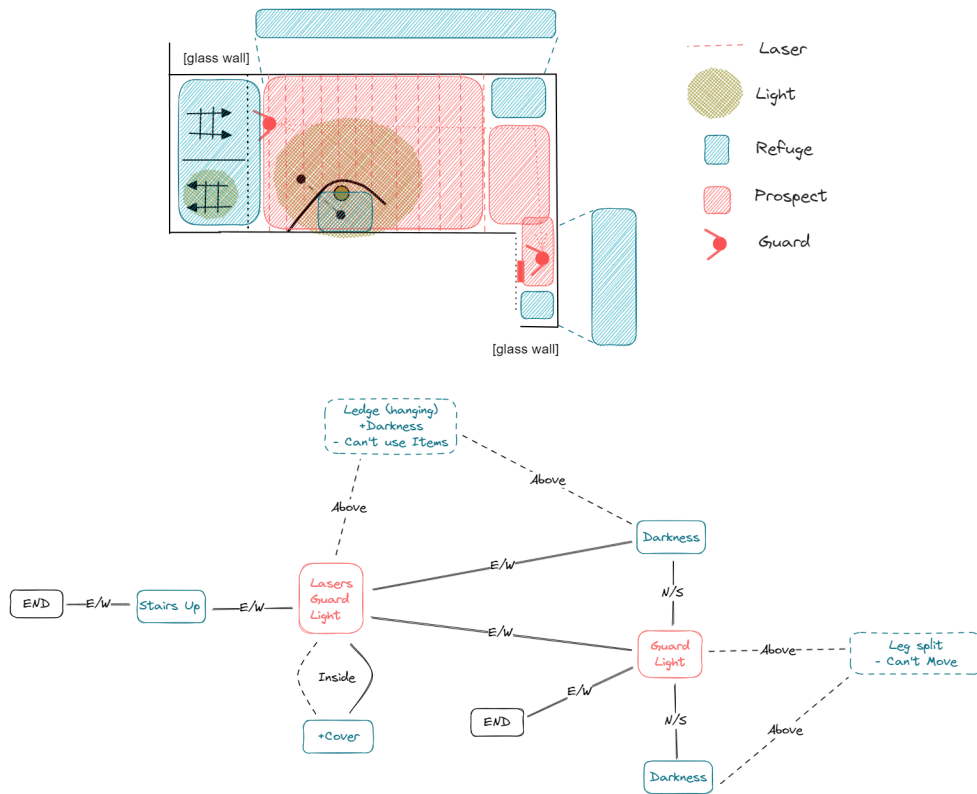 [glass wall]
Laser
Light
Refuge
Prospect
Guard
[glass wall]
Ledge (hanging)
+Darkness
- Can't use Items
Above
Above
Darkness
E/W
N/S
Lasers
Guard
Light
END
E/W
Stairs Up
E/W
E/W
Guard
Light
Above
Leg split
- Can't Move
Inside
E/W
END
N/S
Above
+Cover
Darkness